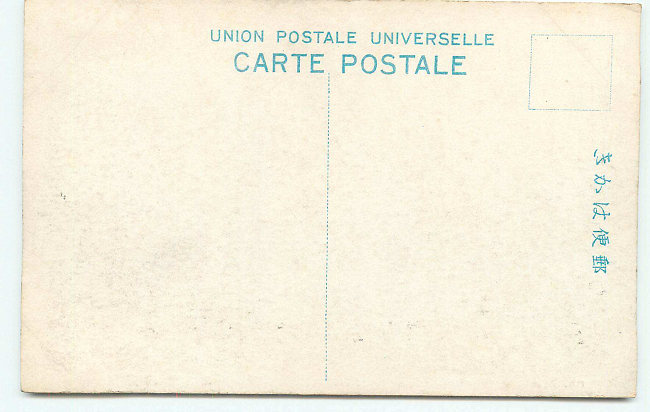 UNION POSTALE UNIVERSELLE
CARTE POSTALE
きかは便郵